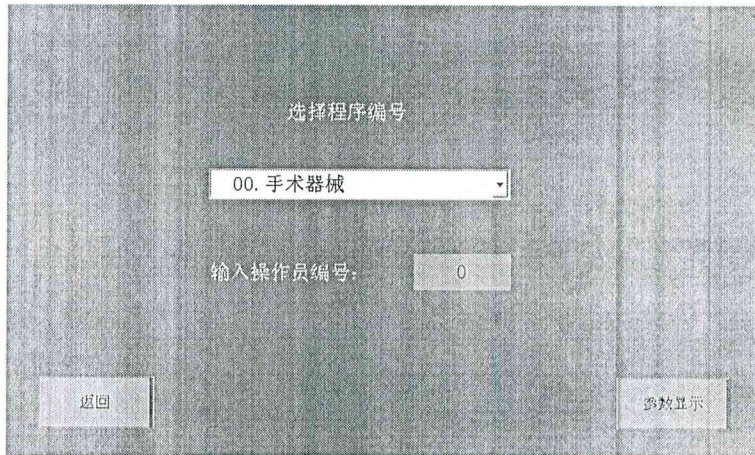 选择程序编号
00. 手术器械
输入操作员编号：
0
返回
参数显示